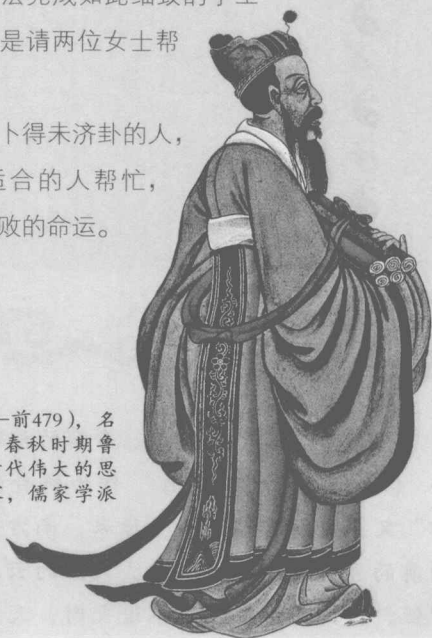 法完成如此细致的手工
是请两位女士帮
卜得未济卦的人，
适合的人帮忙，
败的命运。
—前479），名
春秋时期鲁
代伟大的思
，儒家学派